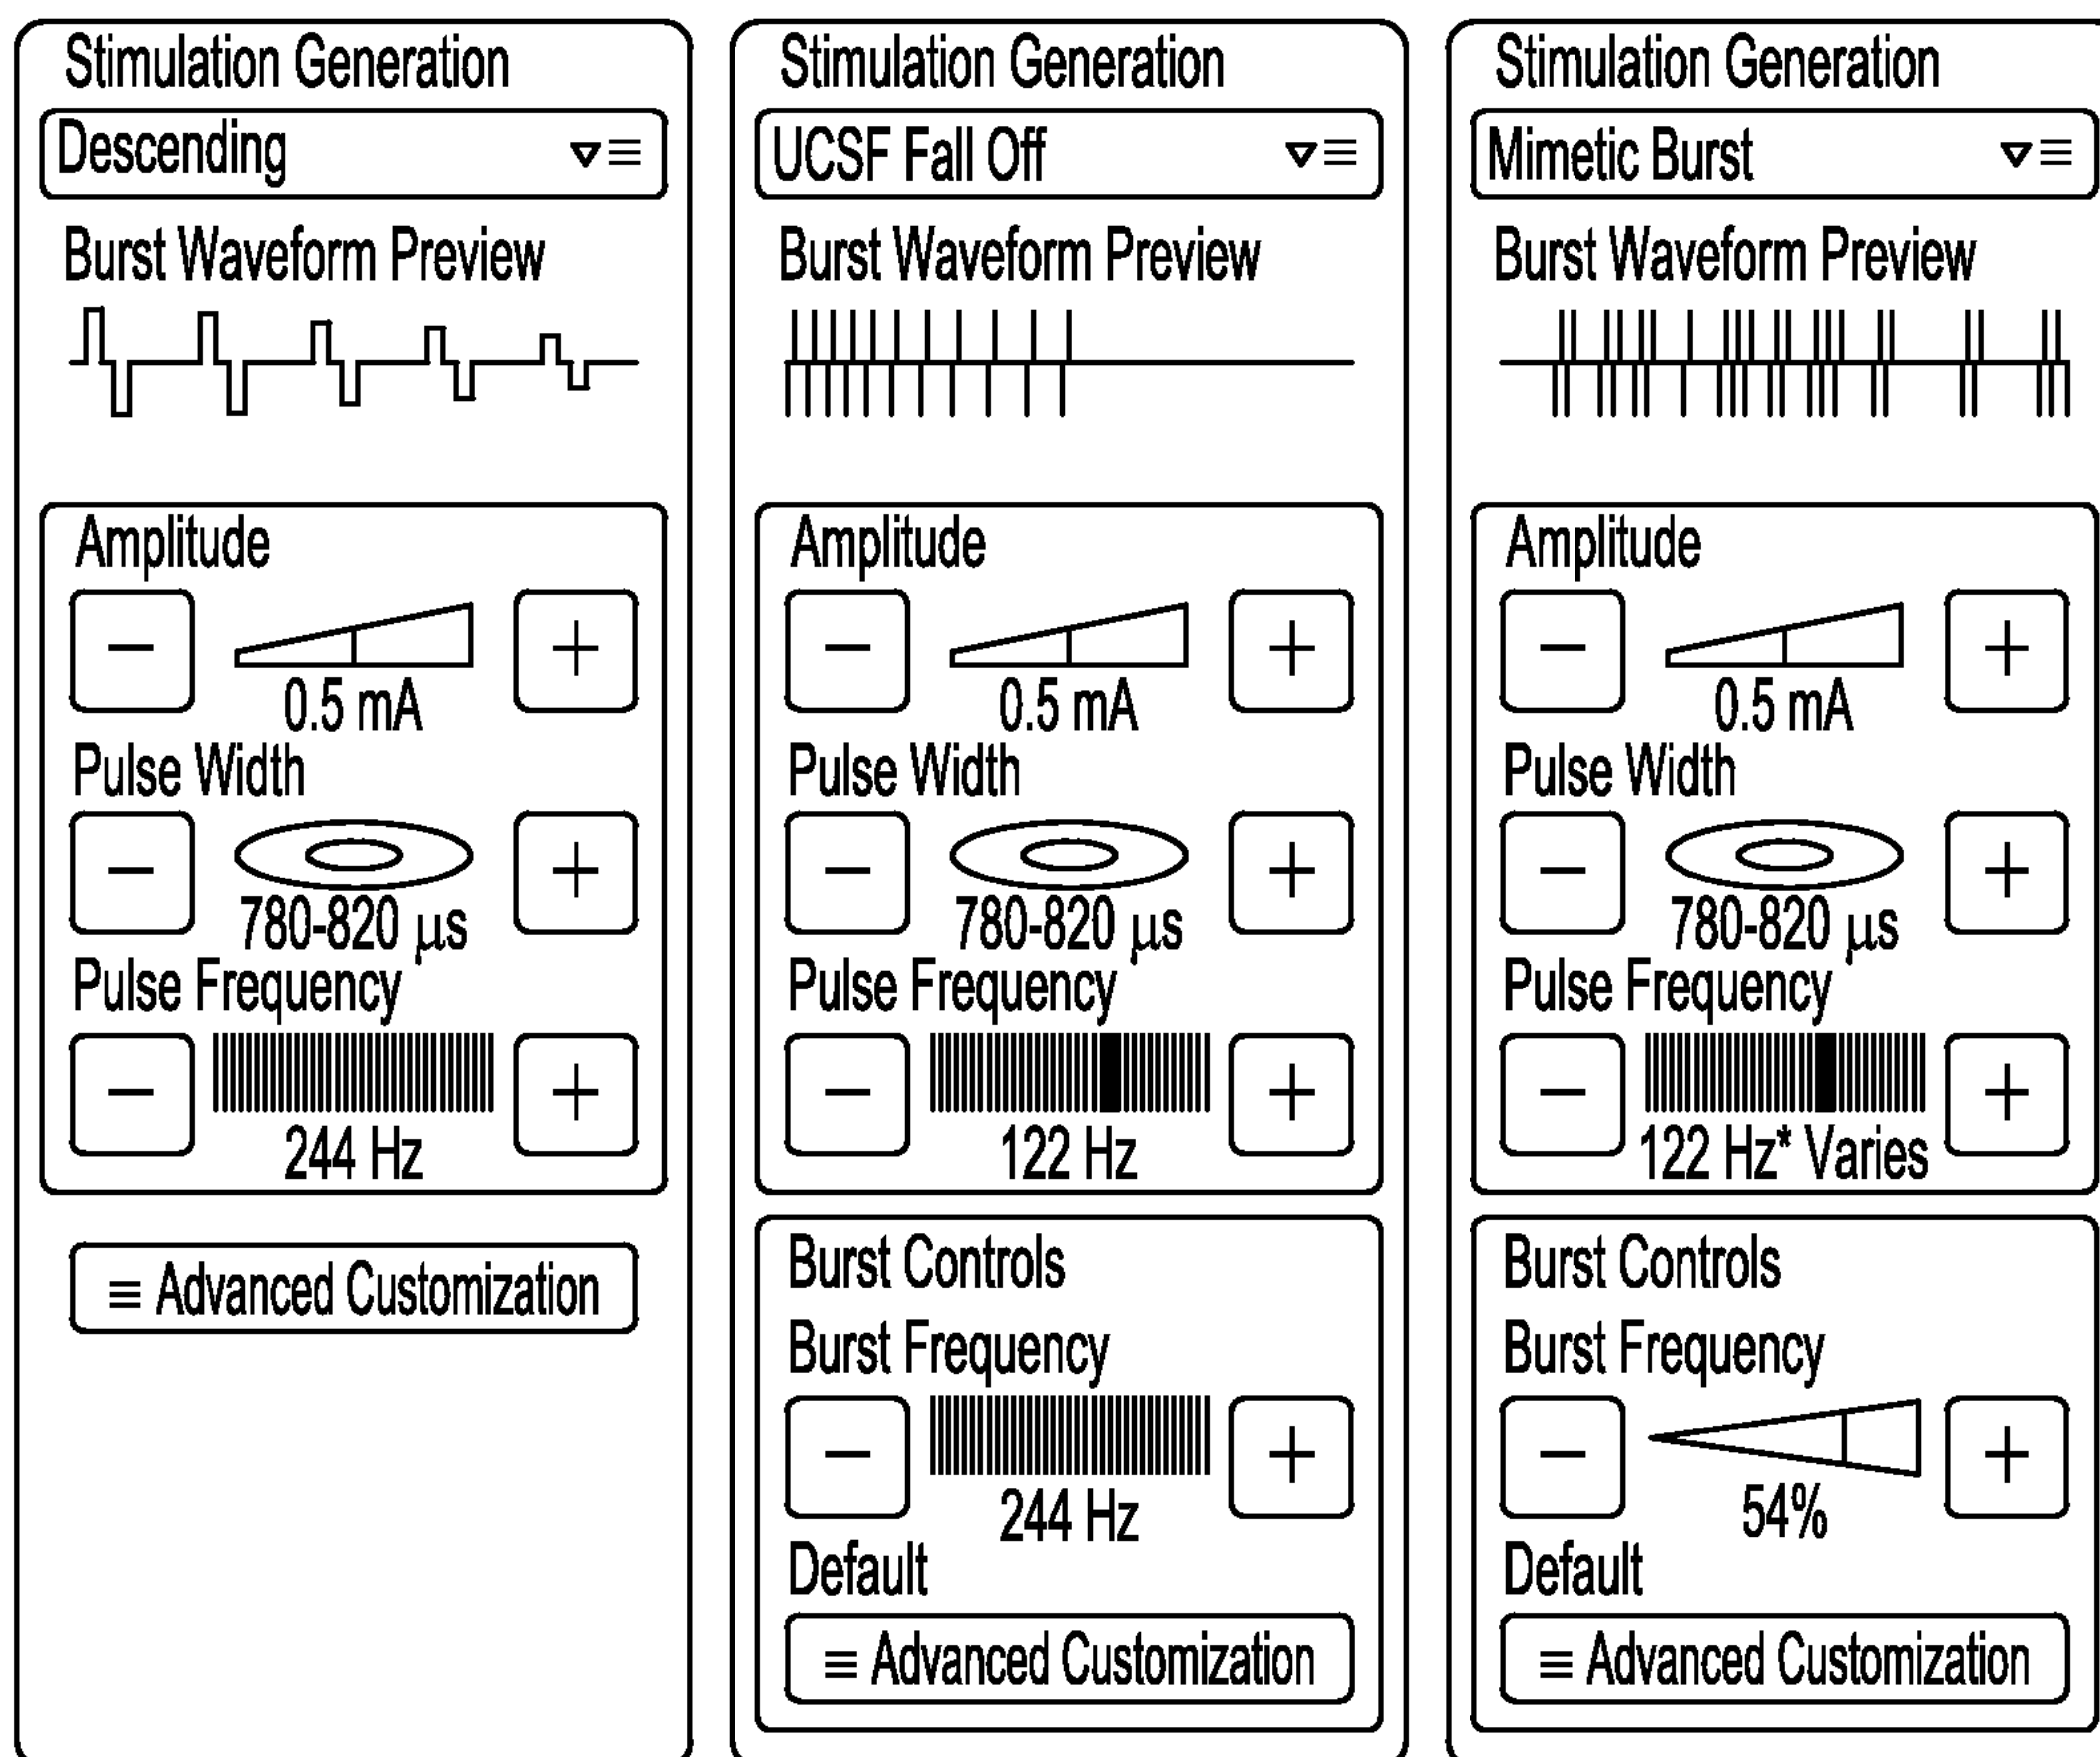 Stimulation Generation
Descending
Burst Waveform Preview
Amplitude
0.5 mA
Pulse Width
780-820 µs
Pulse Frequency
244 Hz
Advanced Customization
Stimulation Generation
UCSF Fall Off
Burst Waveform Preview
Amplitude
0.5 mA
Pulse Width
780-820 µs
Pulse Frequency
122 Hz
Burst Controls
Burst Frequency
244 Hz
Default
Advanced Customization
Stimulation Generation
Mimetic Burst
Burst Waveform Preview
Amplitude
0.5 mA
Pulse Width
780-820 µs
Pulse Frequency
122 Hz* Varies
Burst Controls
Burst Frequency
54%
Default
Advanced Customization